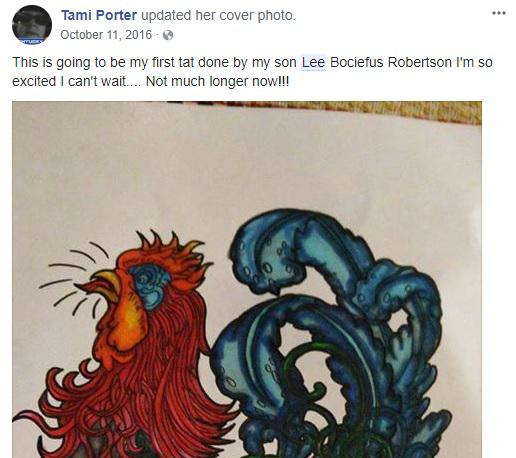 Tami Porter updated her cover photo.
October 11, 2016 ·
This is going to be my first tat done by my son Lee Bociefus Robertson I'm so
excited I can't wait.... Not much longer now!!!